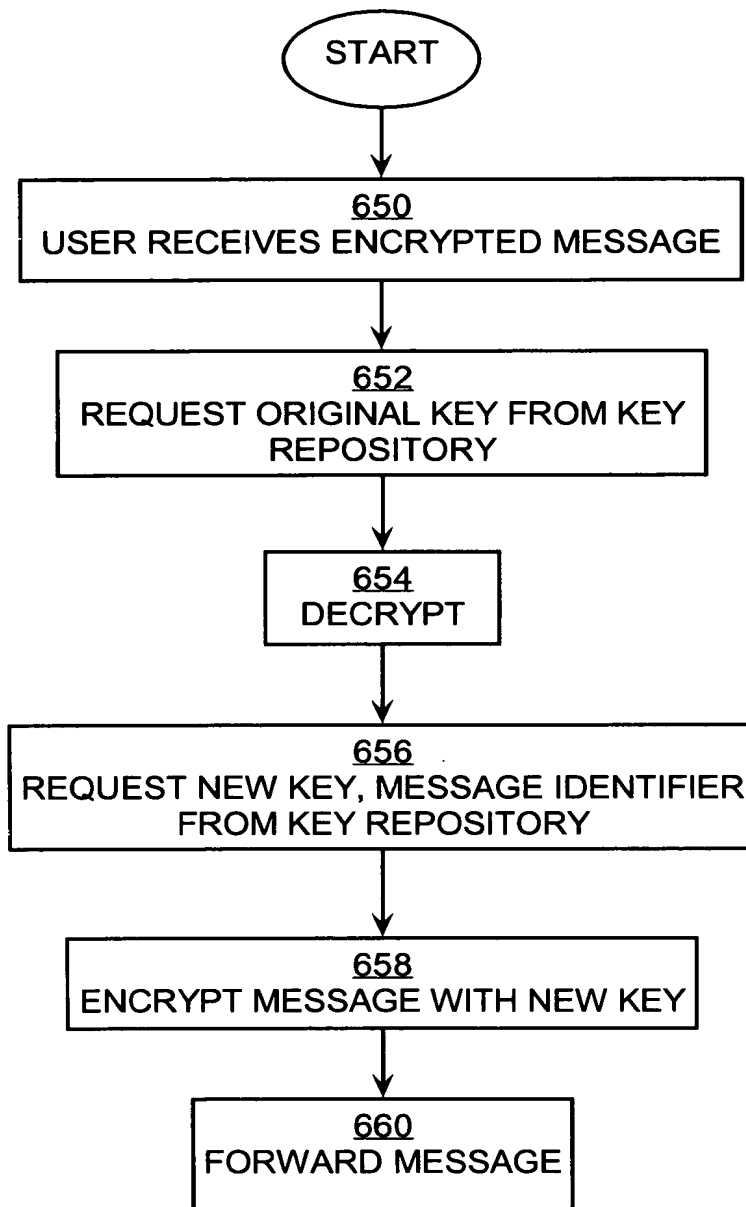 START
650
USER RECEIVES ENCRYPTED MESSAGE
652
REQUEST ORIGINAL KEY FROM KEY
REPOSITORY
654
DECRYPT
656
REQUEST NEW KEY, MESSAGE IDENTIFIER
FROM KEY REPOSITORY
658
ENCRYPT MESSAGE WITH NEW KEY
660
FORWARD MESSAGE